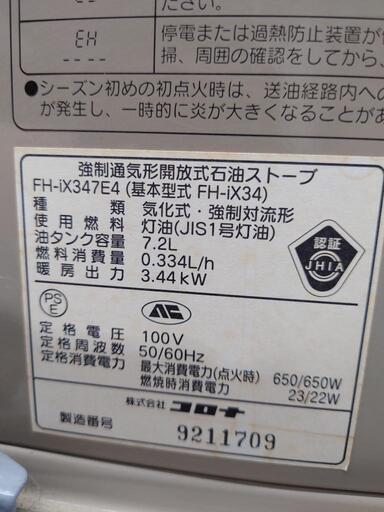 EH
停電または過熱防止装置が
掃、周囲の確認をしてから、
●シーズン初めの初点火時は、送油経路内への
が発生し、一時的に炎が大きくなることがあ
強制通気形開放式石油ストーブ
FH-iX347E4 (基本型式 FH-iX34)
種類 気化式・強制対流形
使用燃料 灯油(JIS1号灯油)
油タンク容量 7.2L
燃料消費量 0.334L/h
暖房出力 3.44kW
認証
JHIA
PS
E
定格電圧 100V
定格周波数 50/60Hz
定格消費電力 最大消費電力(点火時) 650/650W
燃焼時消費電力 23/22W
株式会社 コロナ
製造番号 9211709